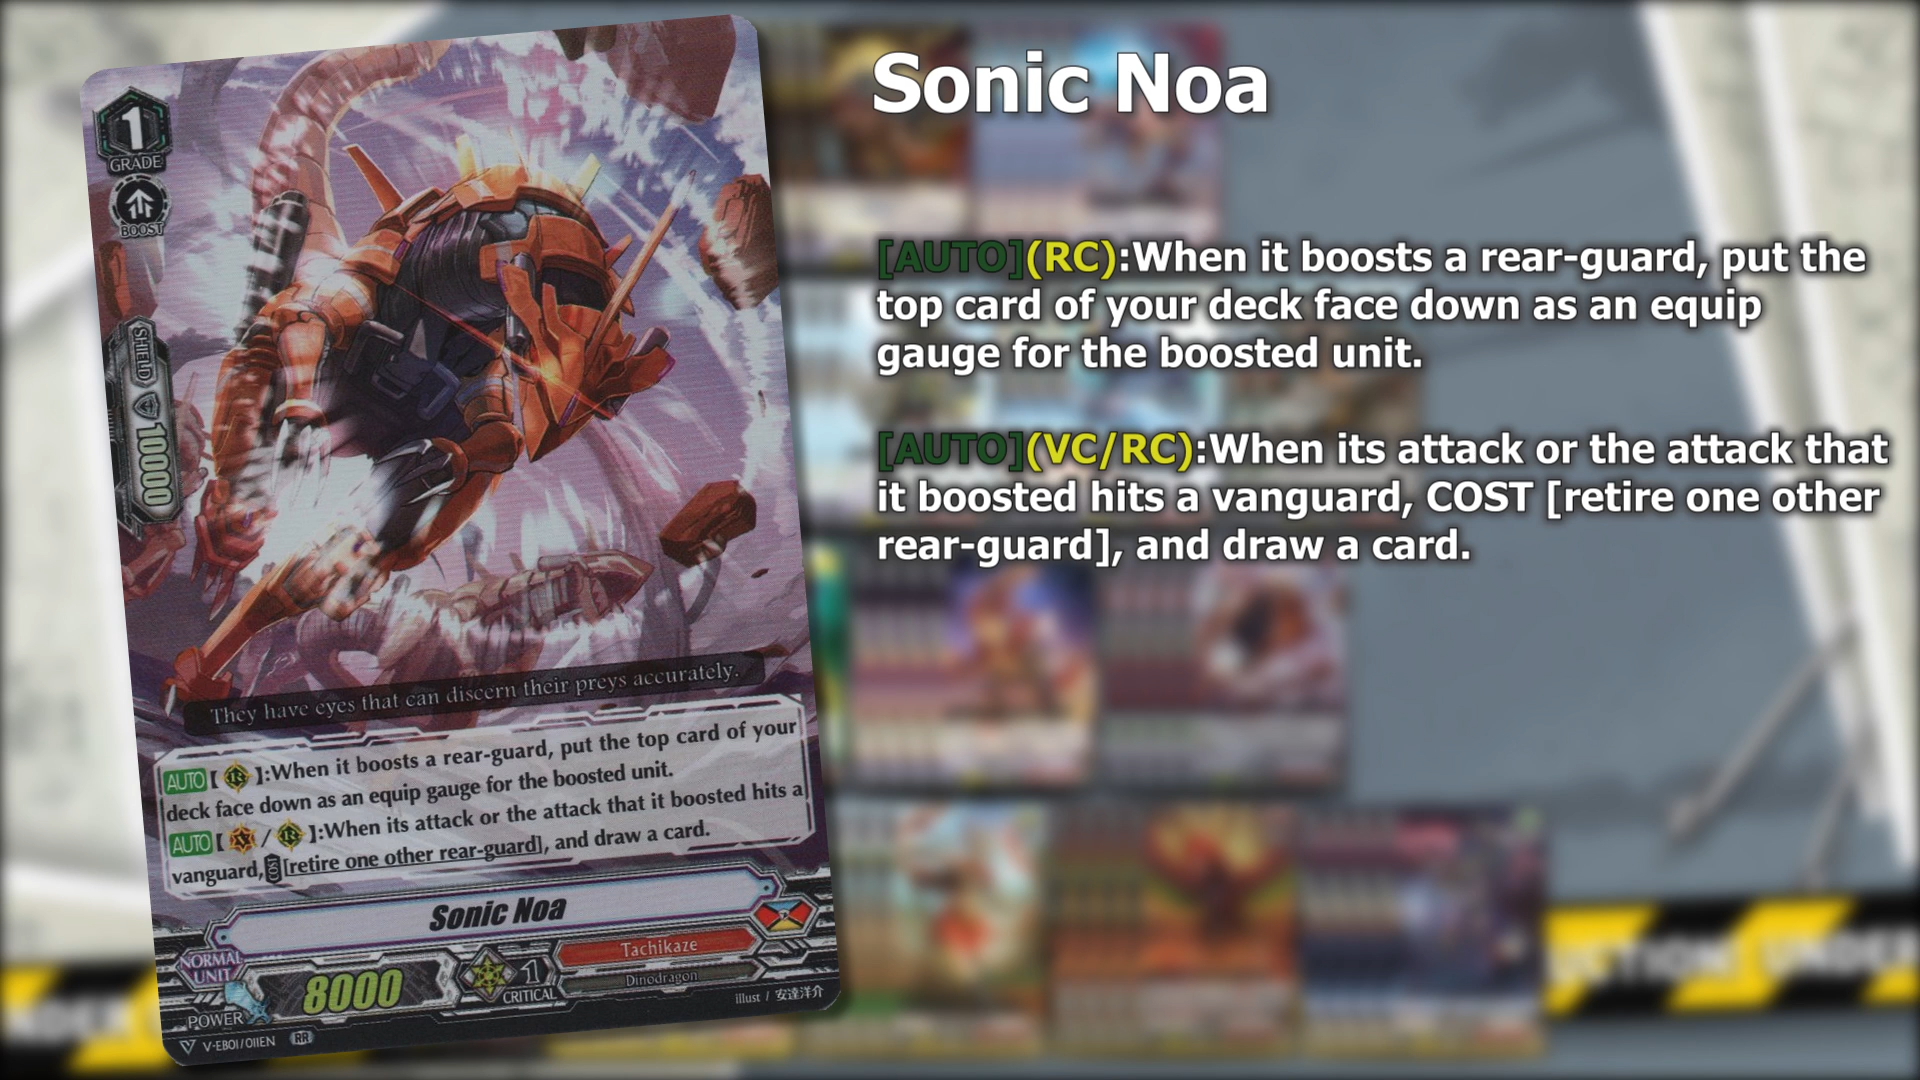 1
GRADE
BOOST
SHIELD
10000
They have eyes that can discern their preys accurately.
AUTO【R】:When it boosts a rear-guard, put the top card of your
deck face down as an equip gauge for the boosted unit.
AUTO【V/R】:When its attack or the attack that it boosted hits a
vanguard,[retire one other rear-guard], and draw a card.
Sonic Noa
NORMAL
UNIT
POWER
8000
1
CRITICAL
Tachikaze
Dinodragon
illust / 安達洋介
V-EB01/011EN RR
Sonic Noa
[AUTO](RC):When it boosts a rear-guard, put the
top card of your deck face down as an equip
gauge for the boosted unit.
[AUTO](VC/RC):When its attack or the attack that
it boosted hits a vanguard, COST [retire one other
rear-guard], and draw a card.